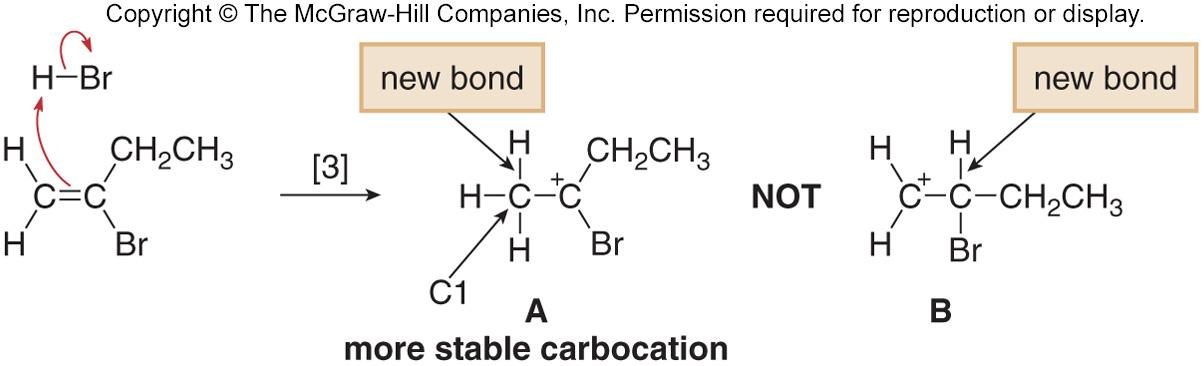 Copyright © The McGraw-Hill Companies, Inc. Permission required for reproduction or display.
H–Br
new bond
new bond
H
CH2CH3
[3]
H
CH2CH3
H
H
C=C
H–C–C
+
NOT
C–C–CH2CH3
+
H
Br
H
Br
H
Br
C1
A
B
more stable carbocation